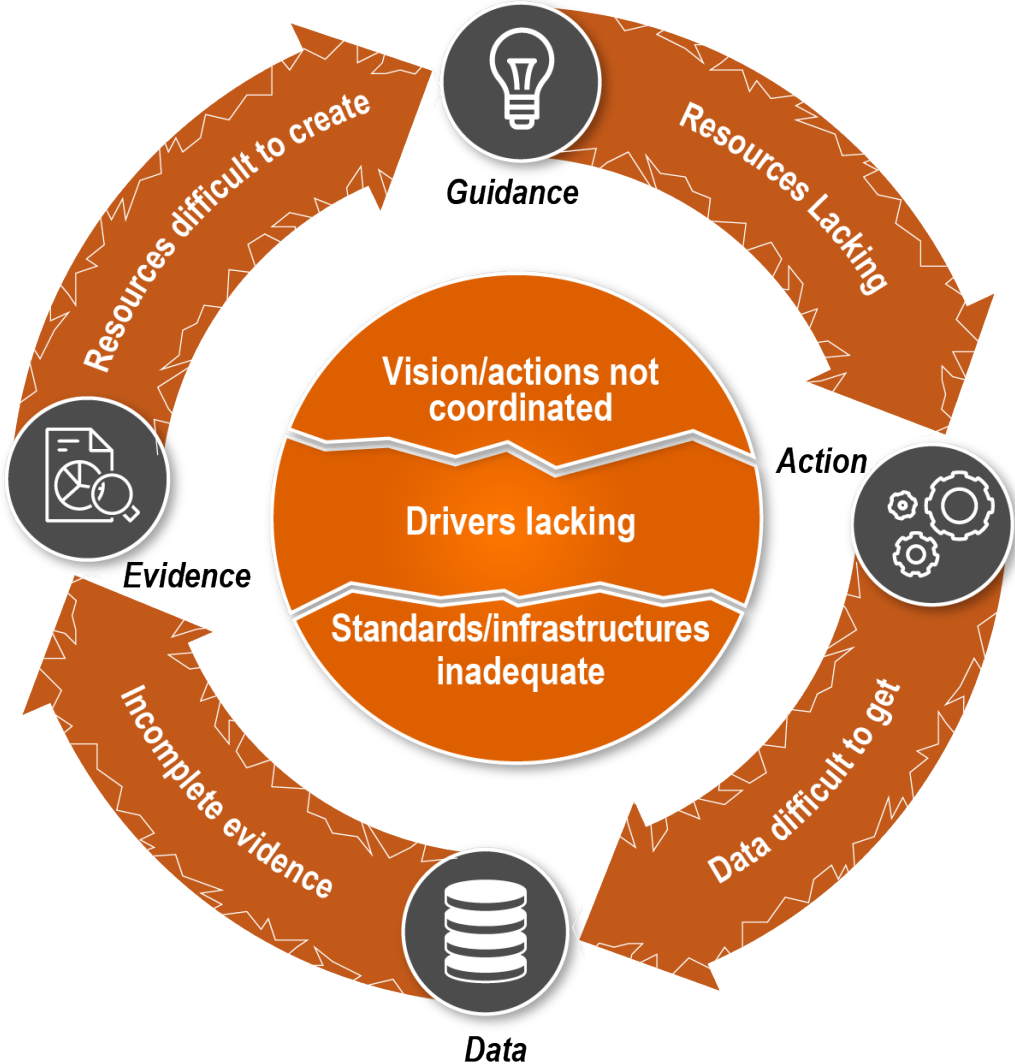 Guidance
Resources Lacking
Action
Data difficult to get
Data
Incomplete evidence
Evidence
Resources difficult to create
Vision/actions not
coordinated
Drivers lacking
Standards/infrastructures
inadequate